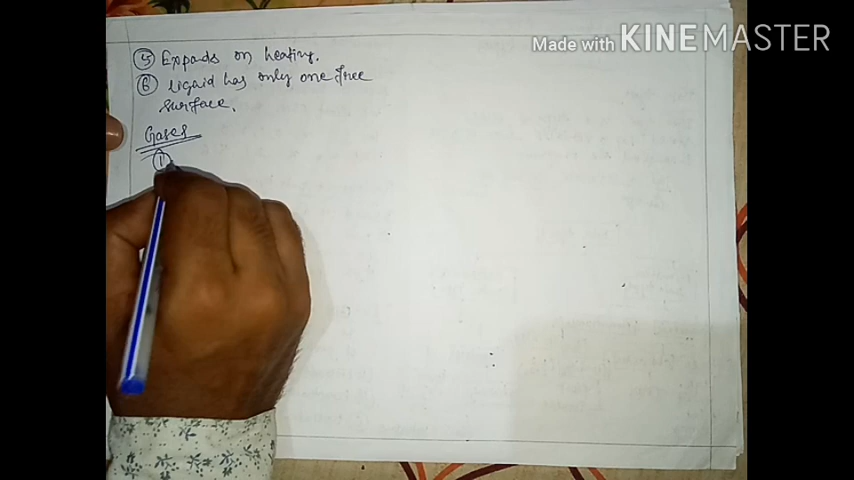 Made with KINEMASTER
⑤ Expands on heating.
⑥ Liquid has only one free
surface.
Gases
①